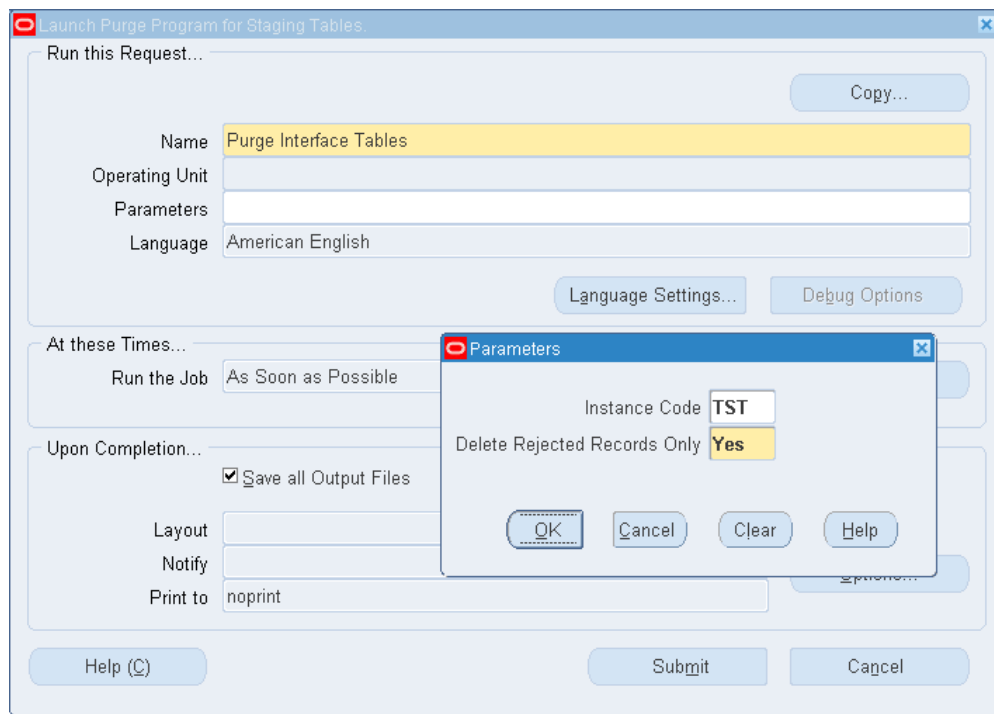 Launch Purge Program for Staging Tables.
Run this Request...
Copy...
Name Purge Interface Tables
Operating Unit
Parameters
Language American English
Language Settings... Debug Options
At these Times...
Run the Job As Soon as Possible
Upon Completion...
Save all Output Files
Layout
Notify
Print to noprint
Options...
Help (C) Submit Cancel
Parameters
Instance Code TST
Delete Rejected Records Only Yes
OK Cancel Clear Help